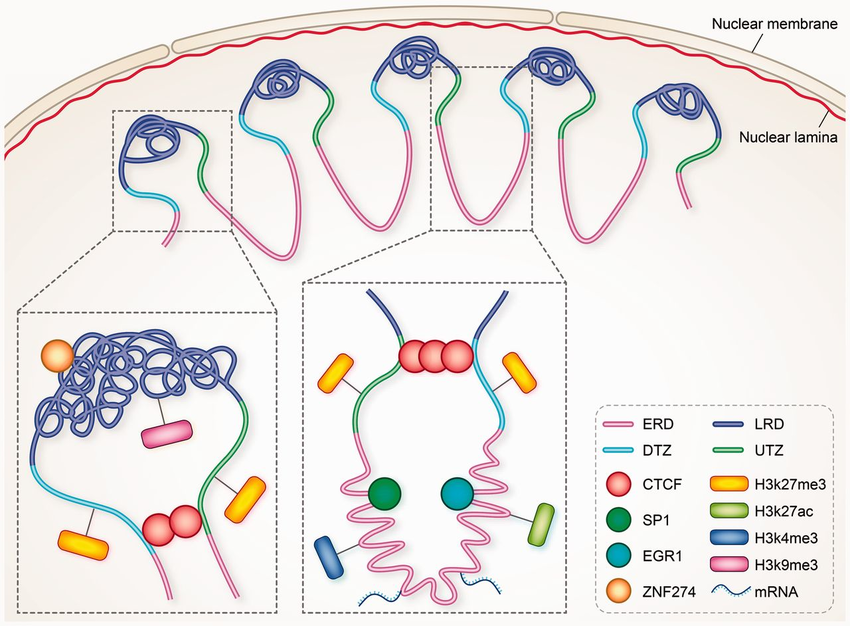 Nuclear membrane
Nuclear lamina
ERD
LRD
DTZ
UTZ
CTCF
H3k27me3
SP1
H3k27ac
EGR1
H3k4me3
H3k9me3
ZNF274
mRNA